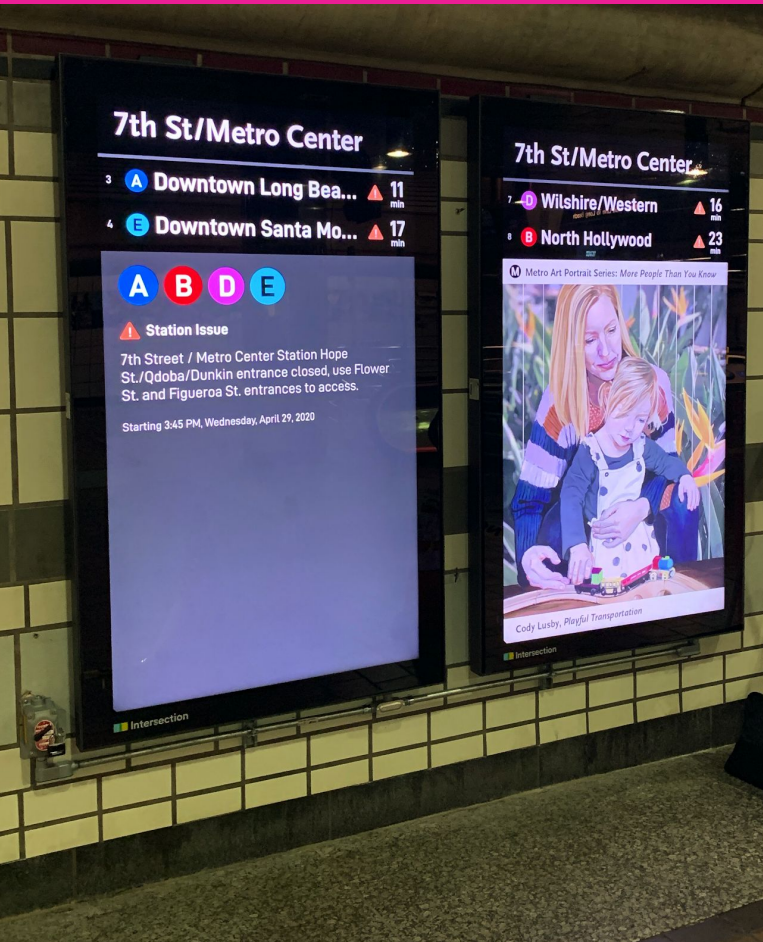 7th St/Metro Center
3 A Downtown Long Bea... 11 min
4 E Downtown Santa Mo... 17 min
A B D E
Station Issue
7th Street / Metro Center Station Hope
St./Qdoba/Dunkin entrance closed, use Flower
St. and Figueroa St. entrances to access.
Starting 3:45 PM, Wednesday, April 29, 2020
Intersection
7th St/Metro Center
7 D Wilshire/Western 16 min
8 B North Hollywood 23 min
M Metro Art Portrait Series: More People Than You Know
Cody Lusby, Playful Transportation
Intersection